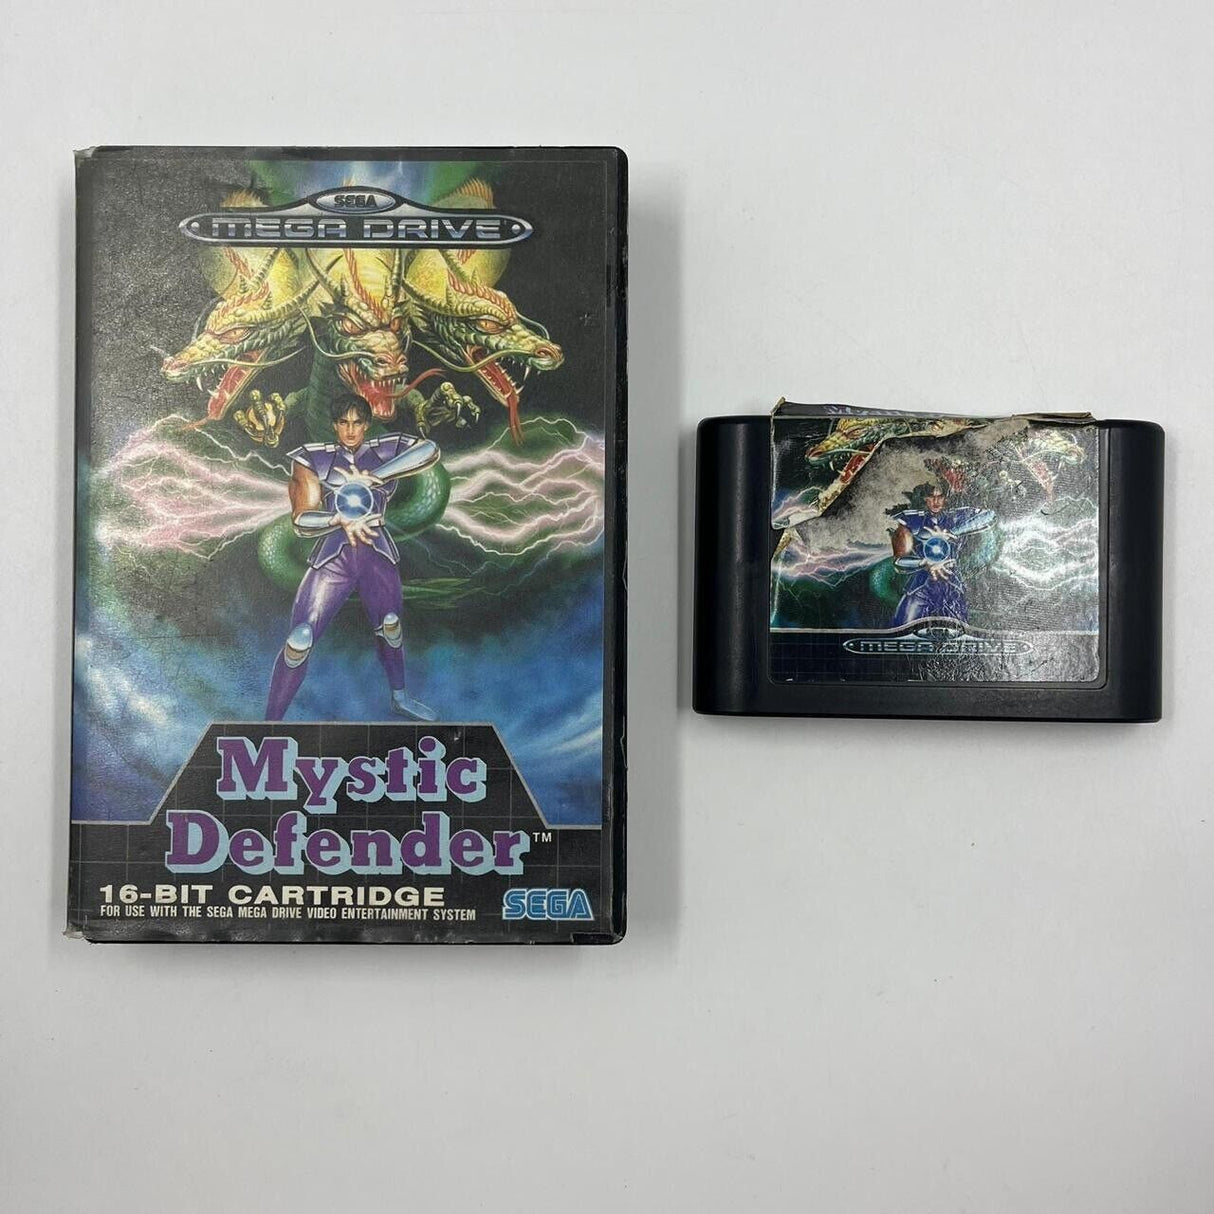 SEGA
MEGA DRIVE
Mystic
Defender™
16-BIT CARTRIDGE
FOR USE WITH THE SEGA MEGA DRIVE VIDEO ENTERTAINMENT SYSTEM
SEGA
MEGA DRIVE